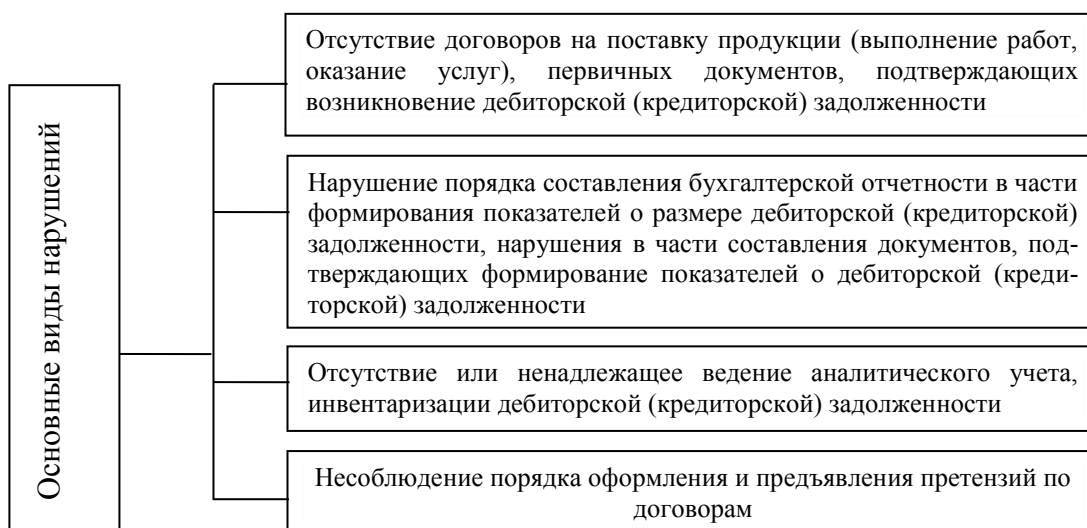 Основные виды нарушений
Отсутствие договоров на поставку продукции (выполнение работ,
оказание услуг), первичных документов, подтверждающих
возникновение дебиторской (кредиторской) задолженности
Нарушение порядка составления бухгалтерской отчетности в части
формирования показателей о размере дебиторской (кредиторской)
задолженности, нарушения в части составления документов, под-
тверждающих формирование показателей о дебиторской (креди-
торской) задолженности
Отсутствие или ненадлежащее ведение аналитического учета,
инвентаризации дебиторской (кредиторской) задолженности
Несоблюдение порядка оформления и предъявления претензий по
договорам